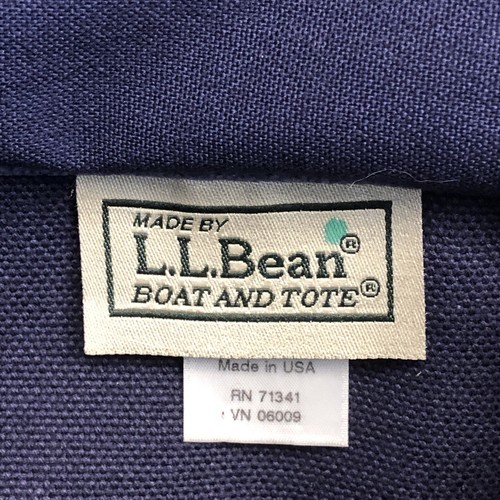 MADE BY
L.L.Bean®
BOAT AND TOTE®
Made in USA
RN 71341
VN 06009